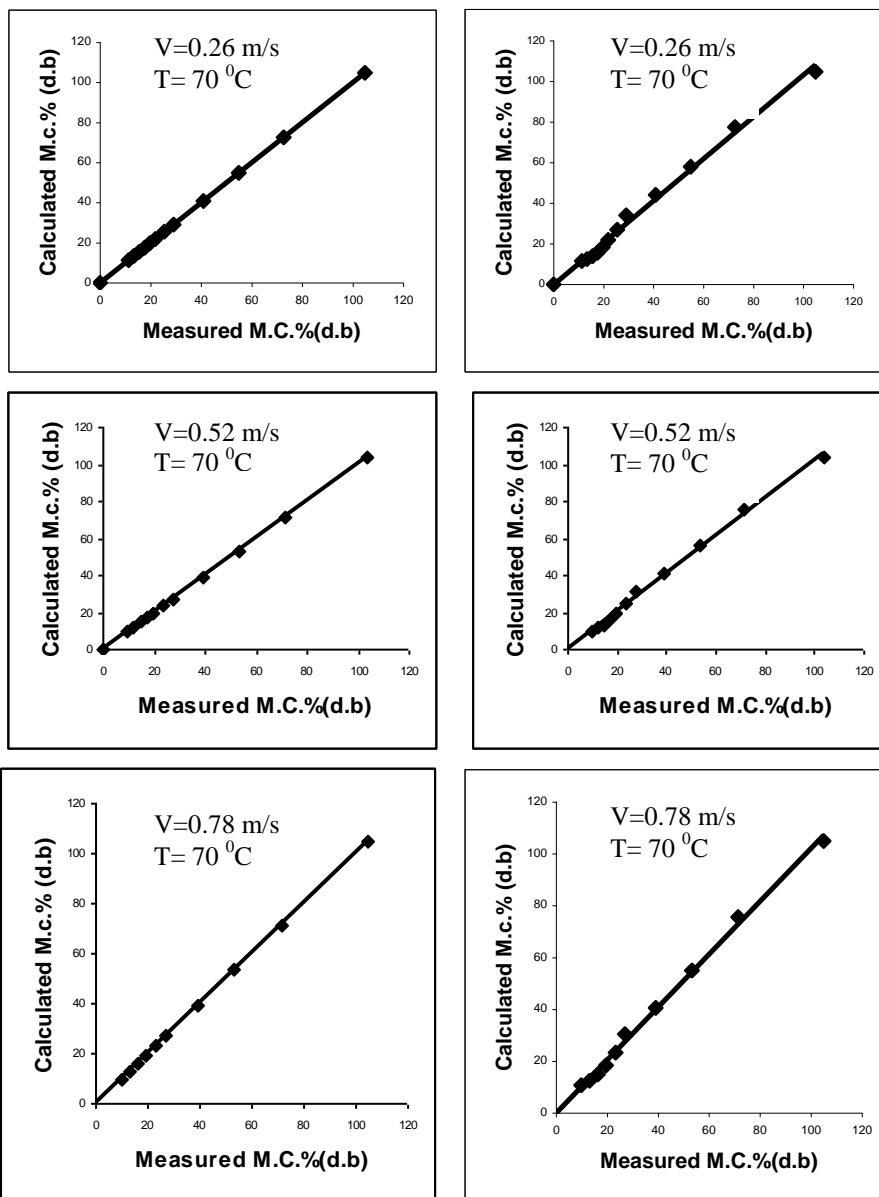 V=0.26 m/s
T= 70 ⁰C
Calculated M.c.% (d.b)
120
100
80
60
40
20
0
0 20 40 60 80 100 120
Measured M.C.%(d.b)
V=0.26 m/s
T= 70 ⁰C
Calculated M.c.% (d.b)
120
100
80
60
40
20
0
0 20 40 60 80 100 120
Measured M.C.%(d.b)
V=0.52 m/s
T= 70 ⁰C
Calculated M.c.% (d.b)
120
100
80
60
40
20
0
0 20 40 60 80 100 120
Measured M.C.%(d.b)
V=0.52 m/s
T= 70 ⁰C
Calculated M.c.% (d.b)
120
100
80
60
40
20
0
0 20 40 60 80 100 120
Measured M.C.%(d.b)
V=0.78 m/s
T= 70 ⁰C
Calculated M.c.% (d.b)
120
100
80
60
40
20
0
0 20 40 60 80 100 120
Measured M.C.%(d.b)
V=0.78 m/s
T= 70 ⁰C
Calculated M.c.% (d.b)
120
100
80
60
40
20
0
0 20 40 60 80 100 120
Measured M.C.%(d.b)